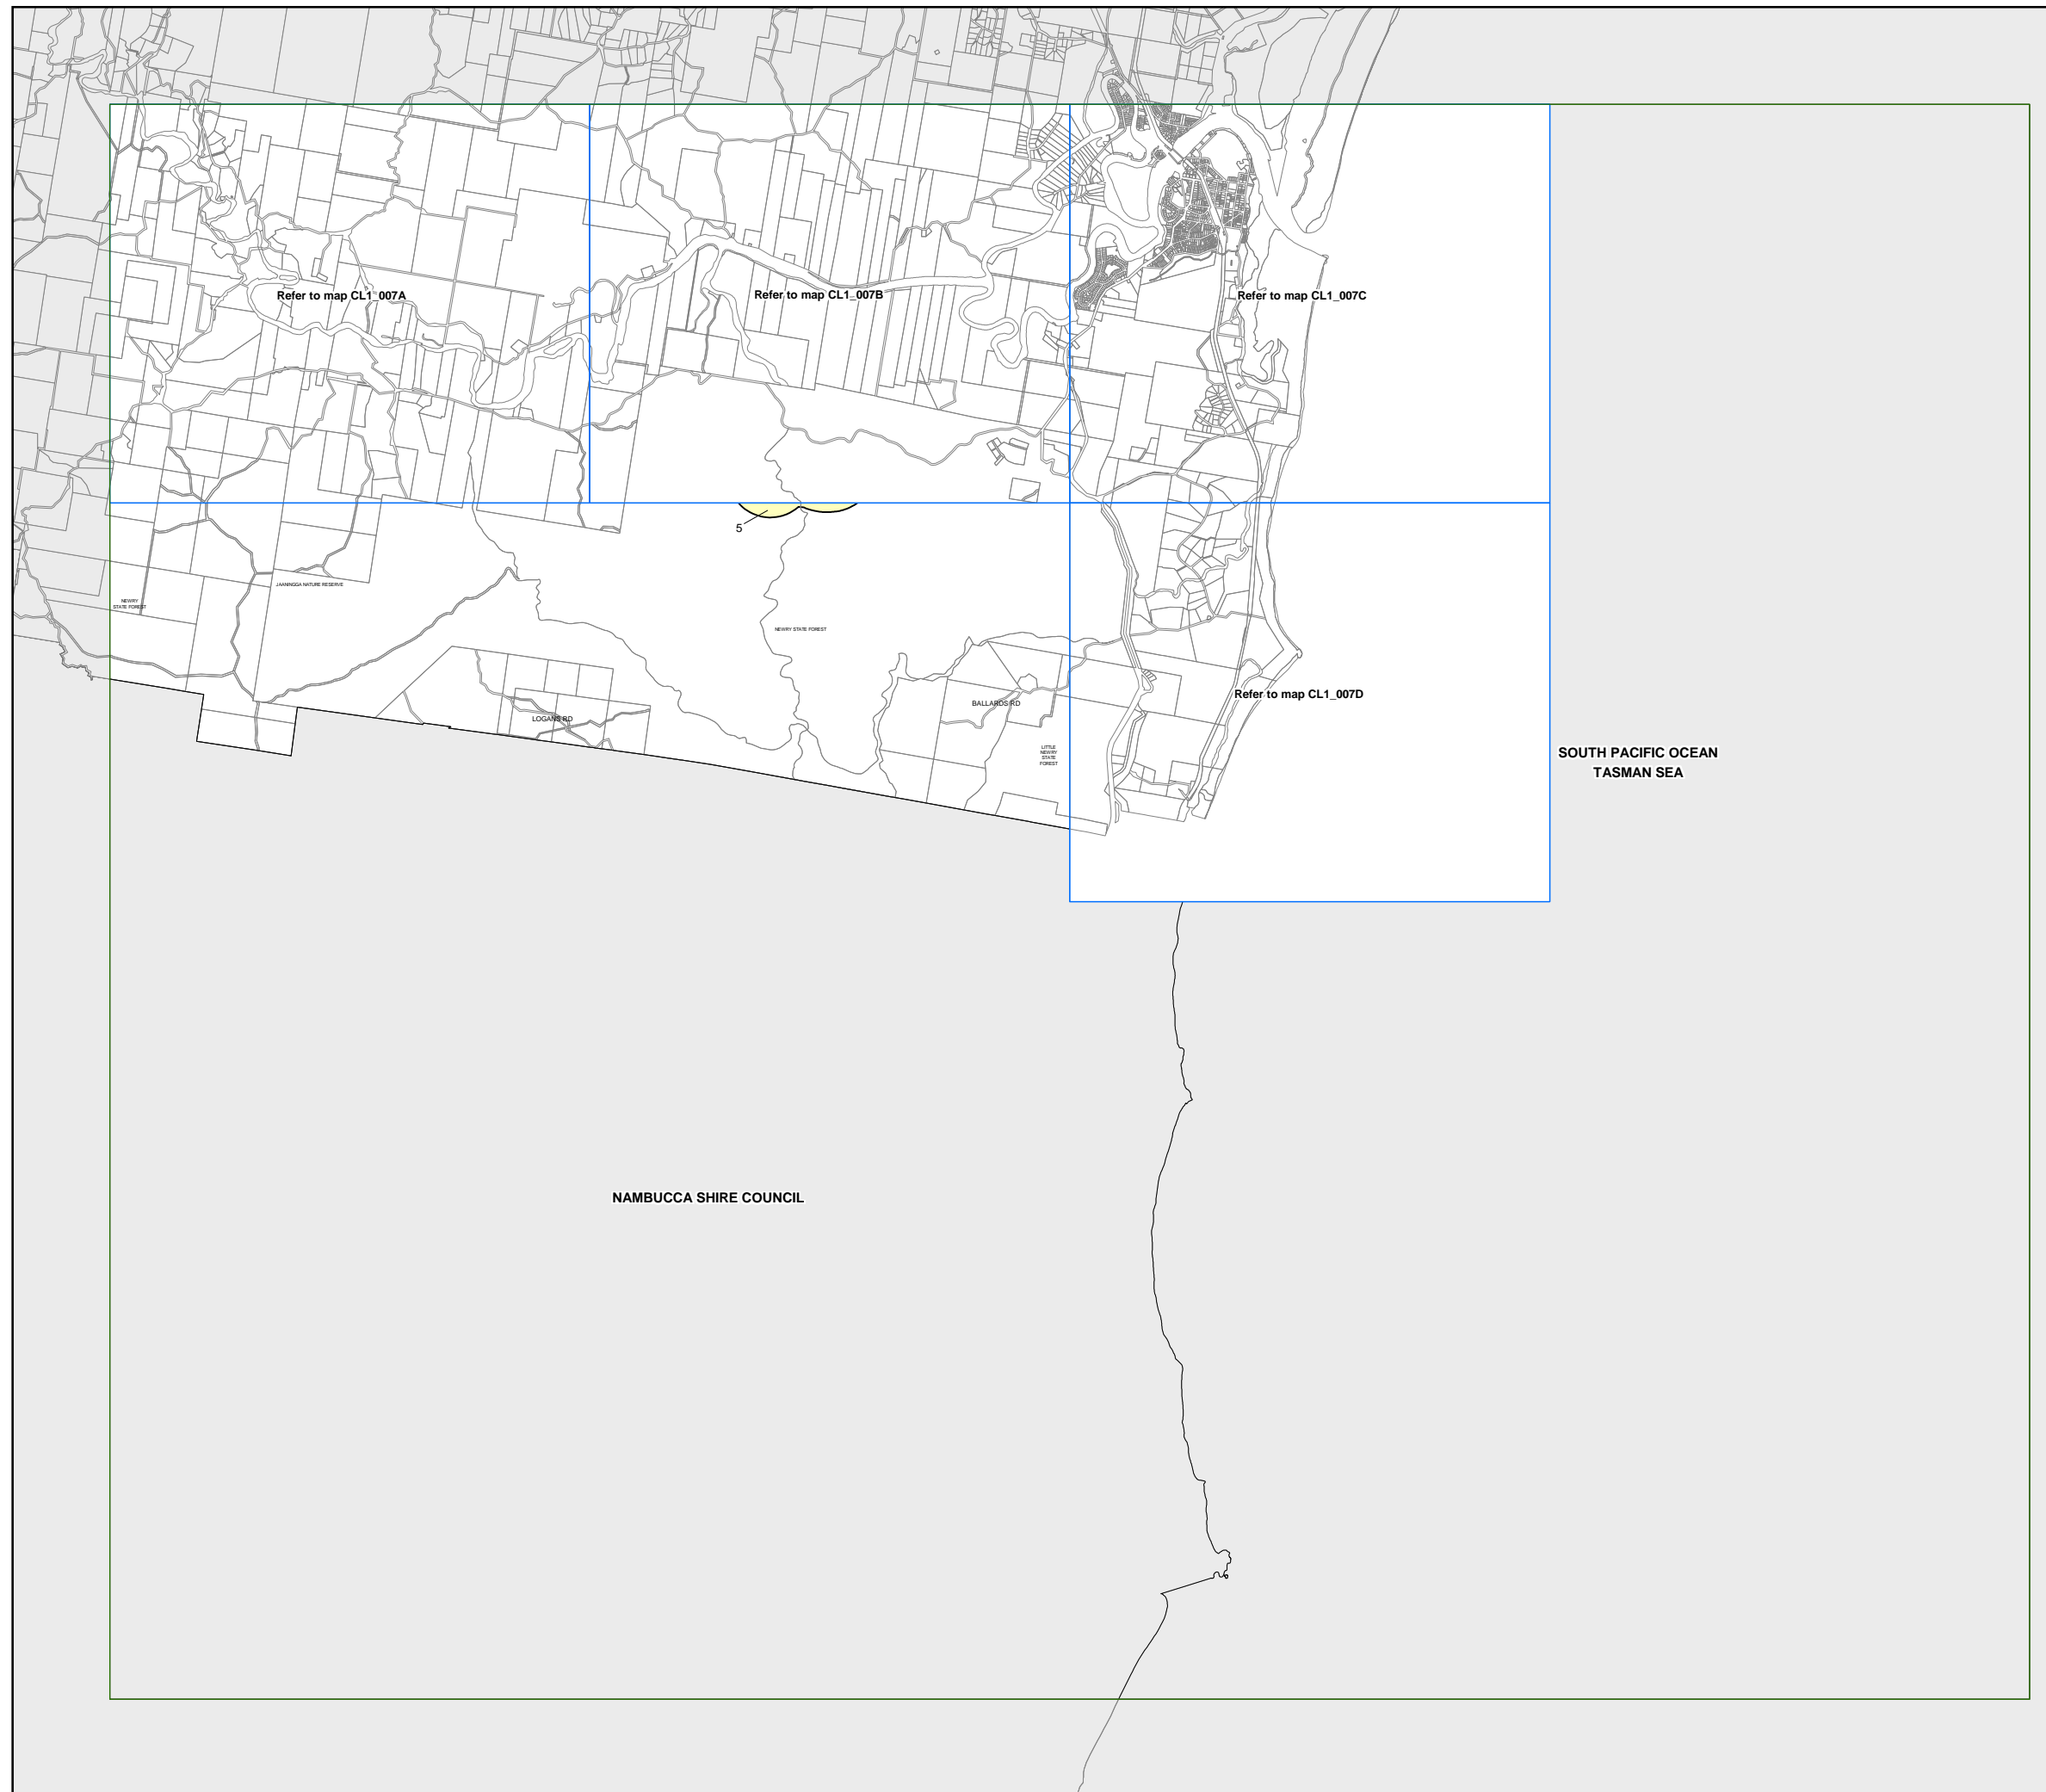 Refer to map CL1_007A
Refer to map CL1_007B
Refer to map CL1_007C
5
JAANINGGA NATURE RESERVE
NEWRY
STATE FOREST
NEWRY STATE FOREST
Refer to map CL1_007D
BALLARDS RD
LOGANS RD
LITTLE
NEWRY
STATE
FOREST
SOUTH PACIFIC OCEAN
TASMAN SEA
NAMBUCCA SHIRE COUNCIL